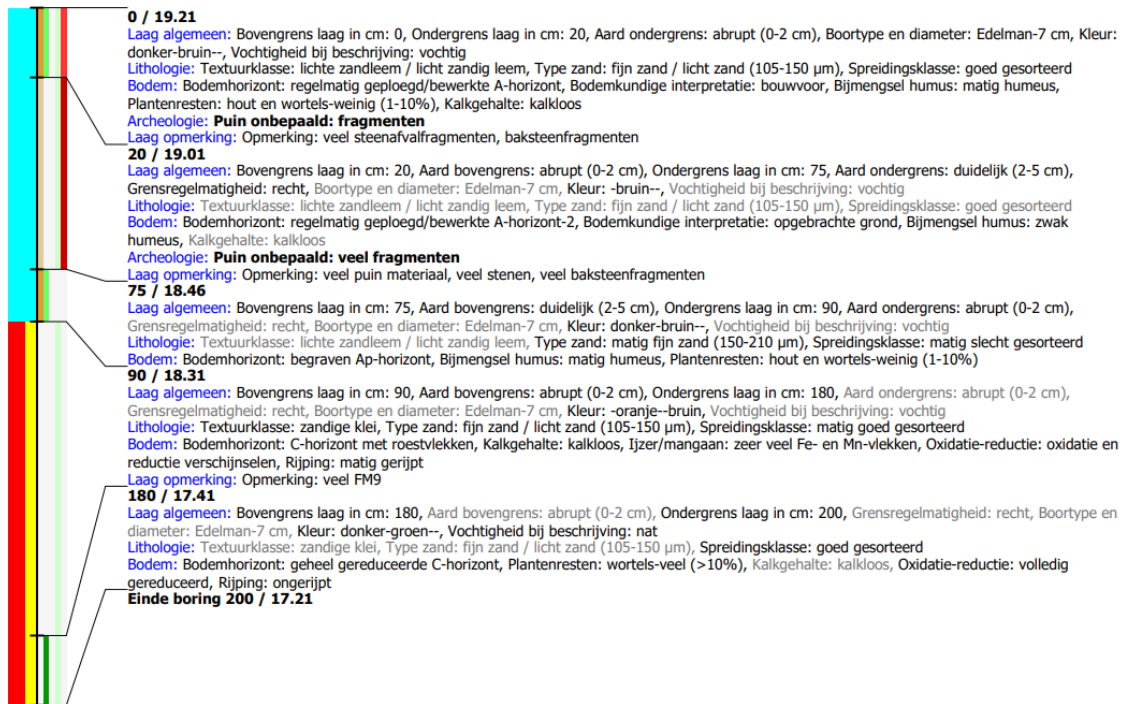 0 / 19.21
Laag algemeen: Bovengrens laag in cm: 0, Ondergrens laag in cm: 20, Aard ondergrens: abrupt (0-2 cm), Boortype en diameter: Edelman-7 cm, Kleur:
donker-bruin--, Vochtigheid bij beschrijving: vochtig
Lithologie: Textuurklasse: lichte zandleem / licht zandig leem, Type zand: fijn zand / licht zand (105-150 µm), Spreidingsklasse: goed gesorteerd
Bodem: Bodemhorizont: regelmatig geploegd/bewerkte A-horizont, Bodemkundige interpretatie: bouwvoor, Bijmengsel humus: matig humeus,
Plantenresten: hout en wortels-weinig (1-10%), Kalkgehalte: kalkloos
Archeologie: Puin onbepaald: fragmenten
Laag opmerking: Opmerking: veel steenafvalfragmenten, baksteenfragmenten
20 / 19.01
Laag algemeen: Bovengrens laag in cm: 20, Aard bovengrens: abrupt (0-2 cm), Ondergrens laag in cm: 75, Aard ondergrens: duidelijk (2-5 cm),
Grensregelmatigheid: recht, Boortype en diameter: Edelman-7 cm, Kleur: -bruin--, Vochtigheid bij beschrijving: vochtig
Lithologie: Textuurklasse: lichte zandleem / licht zandig leem, Type zand: fijn zand / licht zand (105-150 µm), Spreidingsklasse: goed gesorteerd
Bodem: Bodemhorizont: regelmatig geploegd/bewerkte A-horizont-2, Bodemkundige interpretatie: opgebrachte grond, Bijmengsel humus: zwak
humeus, Kalkgehalte: kalkloos
Archeologie: Puin onbepaald: veel fragmenten
Laag opmerking: Opmerking: veel puin materiaal, veel stenen, veel baksteenfragmenten
75 / 18.46
Laag algemeen: Bovengrens laag in cm: 75, Aard bovengrens: duidelijk (2-5 cm), Ondergrens laag in cm: 90, Aard ondergrens: abrupt (0-2 cm),
Grensregelmatigheid: recht, Boortype en diameter: Edelman-7 cm, Kleur: donker-bruin--, Vochtigheid bij beschrijving: vochtig
Lithologie: Textuurklasse: lichte zandleem / licht zandig leem, Type zand: matig fijn zand (150-210 µm), Spreidingsklasse: matig slecht gesorteerd
Bodem: Bodemhorizont: begraven Ap-horizont, Bijmengsel humus: matig humeus, Plantenresten: hout en wortels-weinig (1-10%)
90 / 18.31
Laag algemeen: Bovengrens laag in cm: 90, Aard bovengrens: abrupt (0-2 cm), Ondergrens laag in cm: 180, Aard ondergrens: abrupt (0-2 cm),
Grensregelmatigheid: recht, Boortype en diameter: Edelman-7 cm, Kleur: -oranje--bruin, Vochtigheid bij beschrijving: vochtig
Lithologie: Textuurklasse: zandige klei, Type zand: fijn zand / licht zand (105-150 µm), Spreidingsklasse: matig goed gesorteerd
Bodem: Bodemhorizont: C-horizont met roestvlekken, Kalkgehalte: kalkloos, Ijzer/mangaan: zeer veel Fe- en Mn-vlekken, Oxidatie-reductie: oxidatie en
reductie verschijnselen, Rijping: matig gerijpt
Laag opmerking: Opmerking: veel FM9
180 / 17.41
Laag algemeen: Bovengrens laag in cm: 180, Aard bovengrens: abrupt (0-2 cm), Ondergrens laag in cm: 200, Grensregelmatigheid: recht, Boortype en
diameter: Edelman-7 cm, Kleur: donker-groen--, Vochtigheid bij beschrijving: nat
Lithologie: Textuurklasse: zandige klei, Type zand: fijn zand / licht zand (105-150 µm), Spreidingsklasse: goed gesorteerd
Bodem: Bodemhorizont: geheel gereduceerde C-horizont, Plantenresten: wortels-veel (>10%), Kalkgehalte: kalkloos, Oxidatie-reductie: volledig
gereduceerd, Rijping: ongerijpt
Einde boring 200 / 17.21